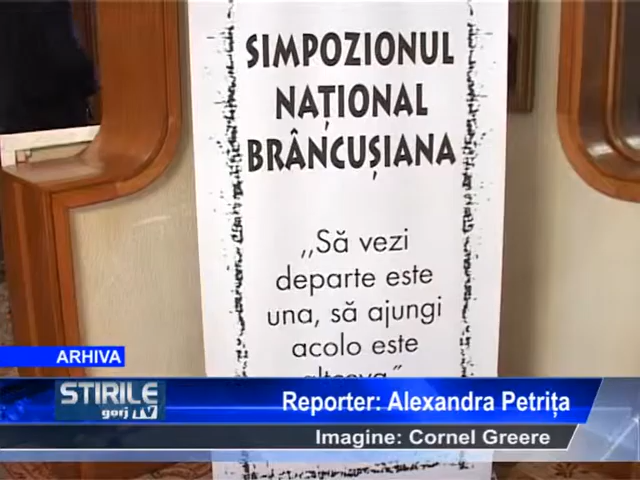 SIMPOZIONUL
NAȚIONAL
BRÂNCUȘIANA
,,Să vezi
departe este
una, să ajungi
acolo este
altceva"
ARHIVA
STIRILE
gorj
Reporter: Alexandra Petrița
Imagine: Cornel Greere